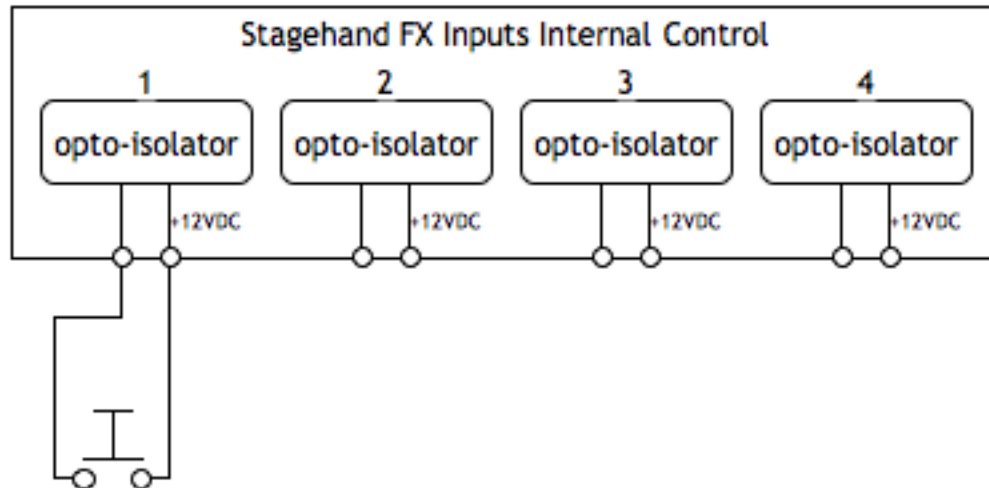 Stagehand FX Inputs Internal Control
1 2 3 4
opto-isolator opto-isolator opto-isolator opto-isolator
+12VDC +12VDC +12VDC +12VDC